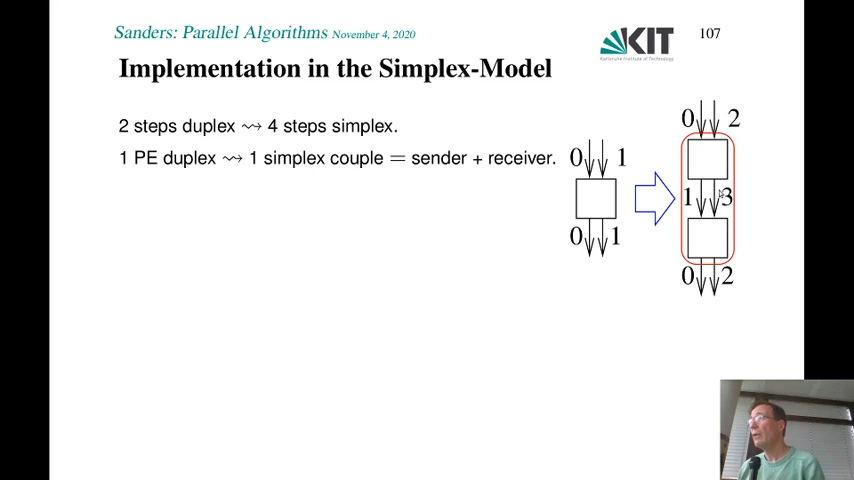 Sanders: Parallel Algorithms November 4, 2020
KIT
Karlsruhe Institute of Technology
107
Implementation in the Simplex-Model
2 steps duplex ⇝ 4 steps simplex.
1 PE duplex ⇝ 1 simplex couple = sender + receiver.
0 1
0 1
0 2
1 3
0 2